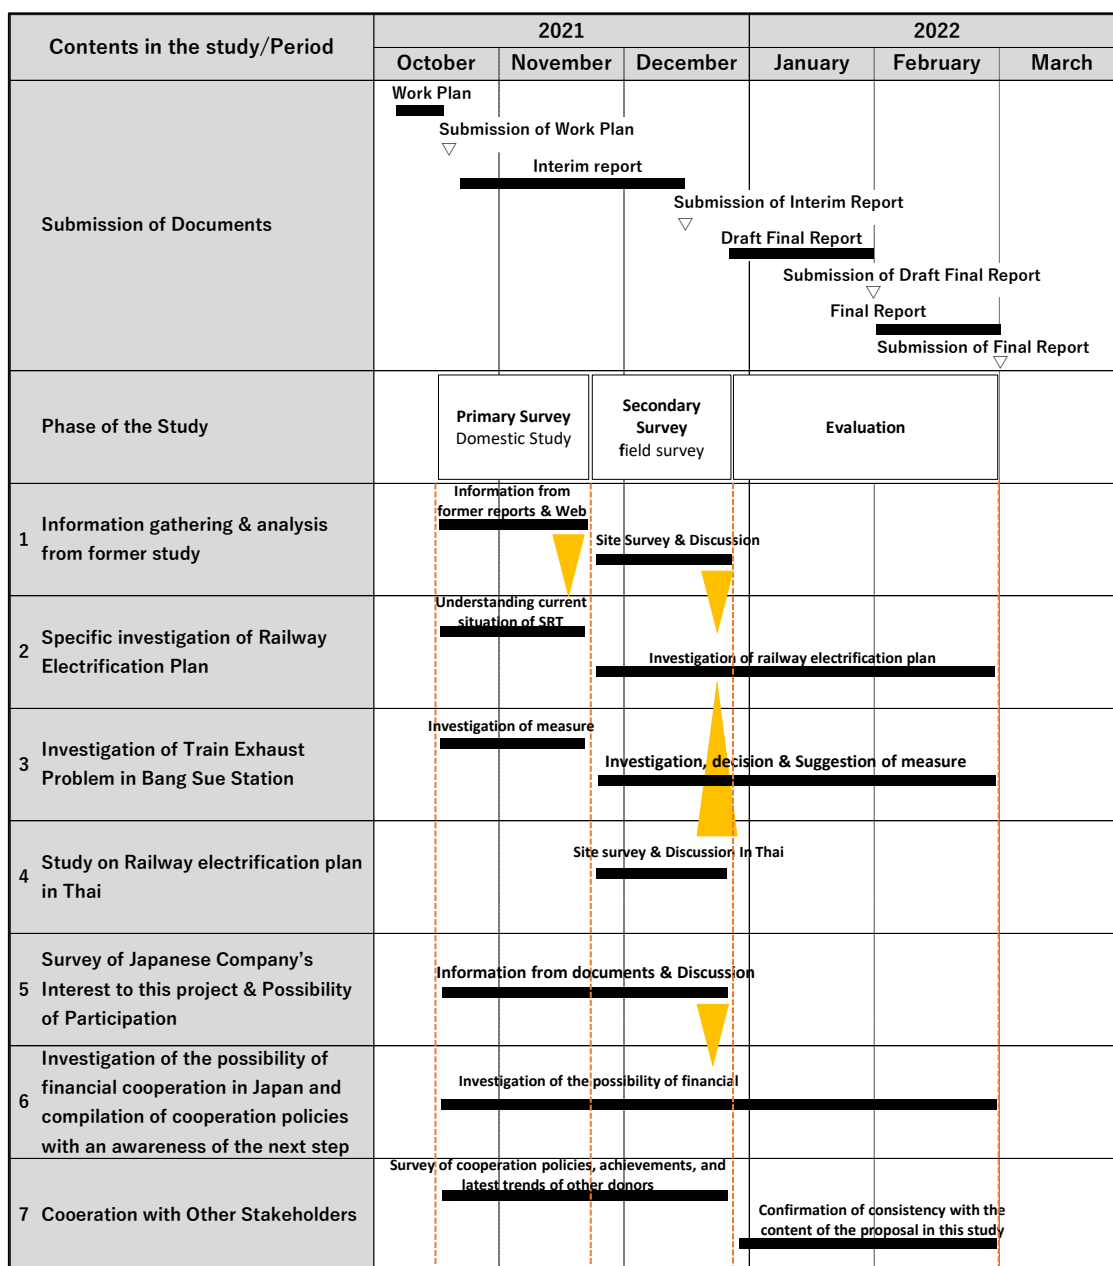 Contents in the study/Period
2021
2022
October
November
December
January
February
March
Submission of Documents
Work Plan
Submission of Work Plan
Interim report
Submission of Interim Report
Draft Final Report
Submission of Draft Final Report
Final Report
Submission of Final Report
Phase of the Study
Primary Survey
Domestic Study
Secondary
Survey
field survey
Evaluation
1
Information gathering & analysis
from former study
Information from
former reports & Web
Site Survey & Discussion
2
Specific investigation of Railway
Electrification Plan
Understanding current
situation of SRT
Investigation of railway electrification plan
3
Investigation of Train Exhaust
Problem in Bang Sue Station
Investigation of measure
Investigation, decision & Suggestion of measure
4
Study on Railway electrification plan
in Thai
Site survey & Discussion In Thai
5
Survey of Japanese Company's
Interest to this project & Possibility
of Participation
Information from documents & Discussion
6
Investigation of the possibility of
financial cooperation in Japan and
compilation of cooperation policies
with an awareness of the next step
Investigation of the possibility of financial
7
Cooeration with Other Stakeholders
Survey of cooperation policies, achievements, and
latest trends of other donors
Confirmation of consistency with the
content of the proposal in this study